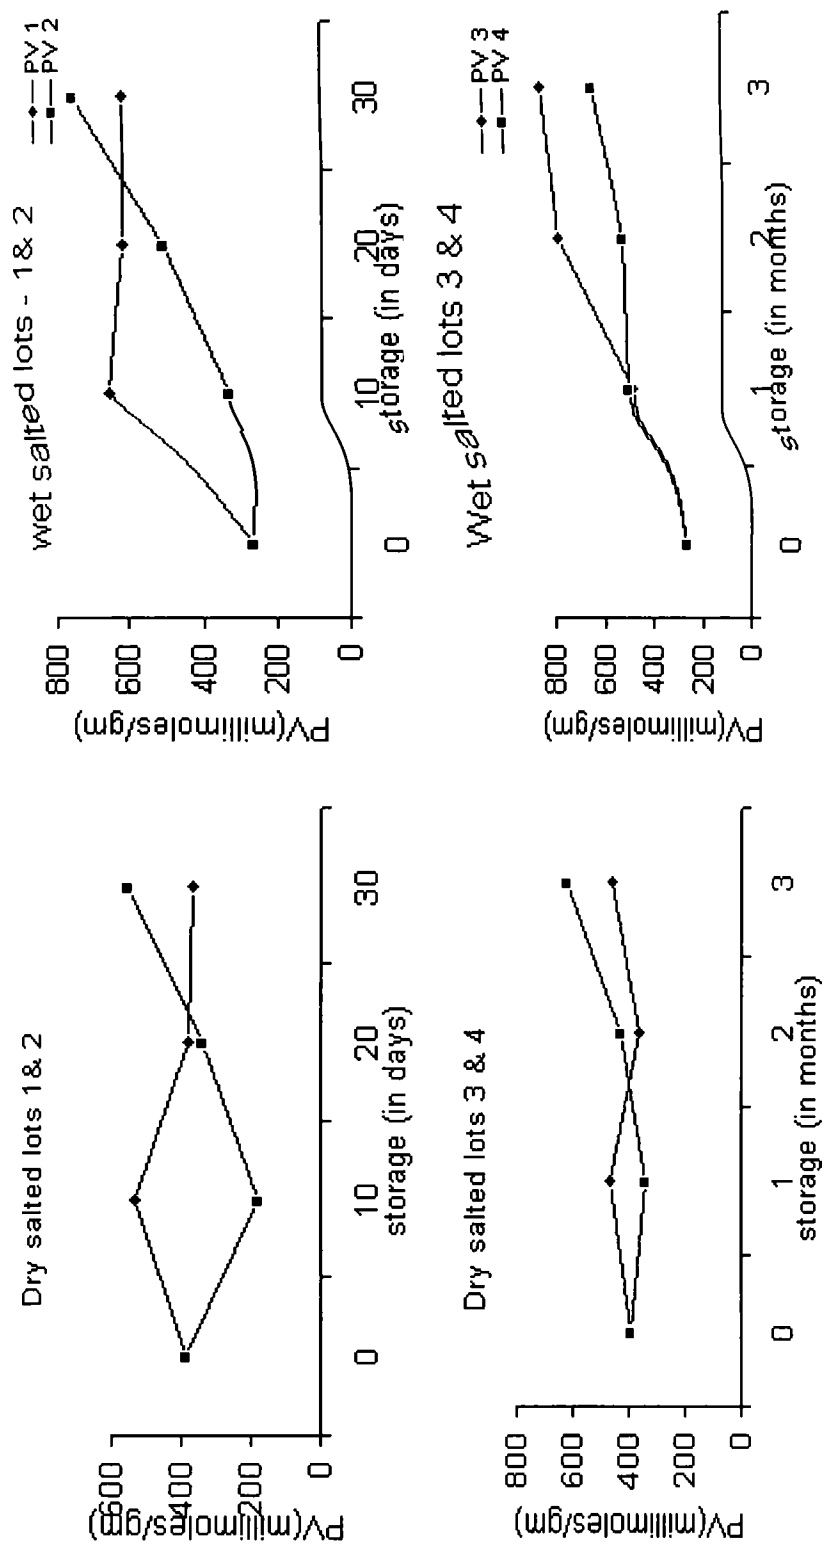 Dry salted lots 1& 2
PV(millimoles/gm)
600
400
200
0
0
10
20
30
storage (in days)
wet salted lots - 1& 2
PV 1
PV 2
PV(millimoles/gm)
800
600
400
200
0
0
10
20
30
storage (in days)
Dry salted lots 3 & 4
PV(millimoles/gm)
800
600
400
200
0
0
1
2
3
storage (in months)
Wet salted lots 3 & 4
PV 3
PV 4
PV(millimoles/gm)
800
600
400
200
0
0
1
2
3
storage (in months)